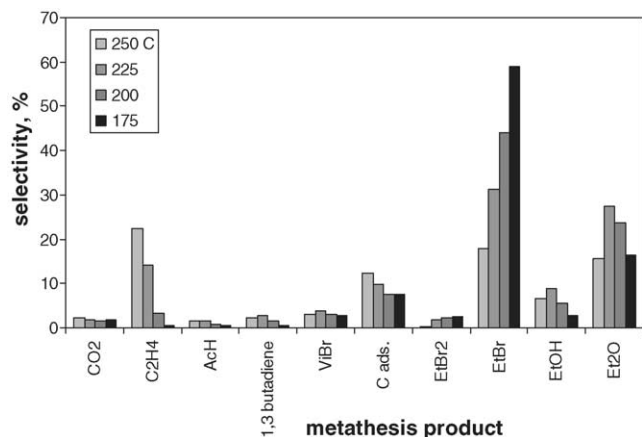 70
60
50
40
30
20
10
0
selectivity, %
250 C
225
200
175
CO2
C2H4
AcH
1,3 butadiene
ViBr
C ads.
EtBr2
EtBr
EtOH
Et2O
metathesis product